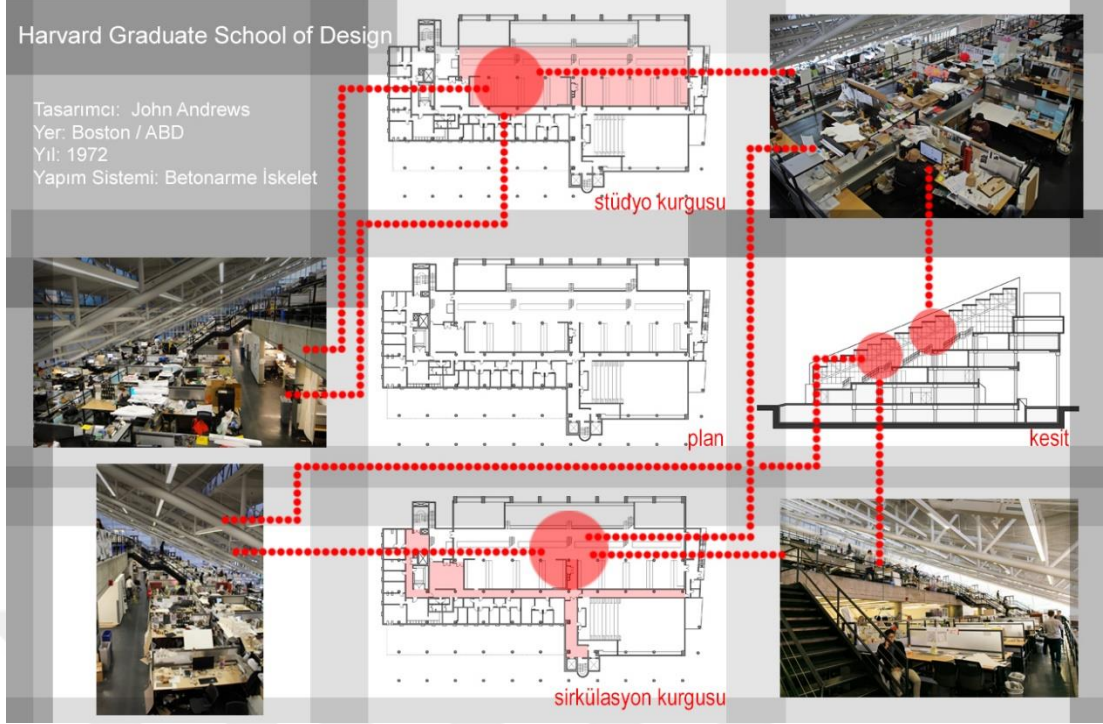 Harvard Graduate School of Design
Tasarımcı: John Andrews
Yer: Boston / ABD
Yıl: 1972
Yapım Sistemi: Betonarme İskelet
stüdyo kurgusu
plan
kesit
sirkülasyon kurgusu